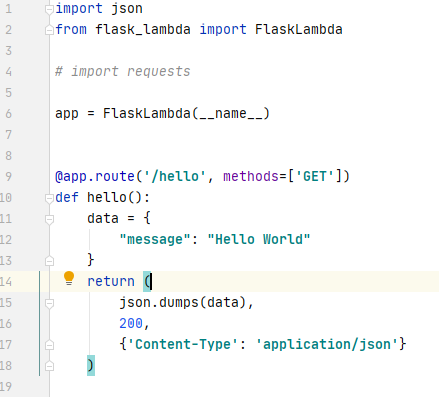 1 import json
2 from flask_lambda import FlaskLambda
3
4 # import requests
5
6 app = FlaskLambda(__name__)
7
8
9 @app.route('/hello', methods=['GET'])
10 def hello():
11     data = {
12         "message": "Hello World"
13     }
14     return (
15         json.dumps(data),
16         200,
17         {'Content-Type': 'application/json'}
18     )
19